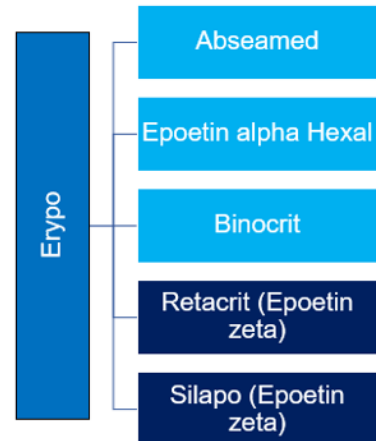 Erypo
Abseamed
Epoetin alpha Hexal
Binocrit
Retacrit (Epoetin
zeta)
Silapo (Epoetin
zeta)